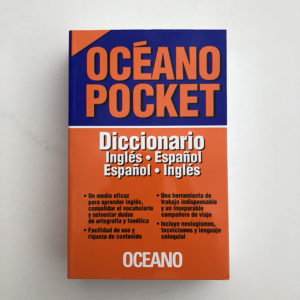 OCÉANO
POCKET
Diccionario
Inglés • Español
Español • Inglés
• Un medio eficaz
para aprender inglés,
consolidar el vocabulario
y solventar dudas
de ortografía y fonética
• Facilidad de uso y
riqueza de contenido
• Una herramienta de
trabajo indispensable
y un inseparable
compañero de viaje
• Incluye neologismos,
tecnicismos y lenguaje
coloquial
OCEANO